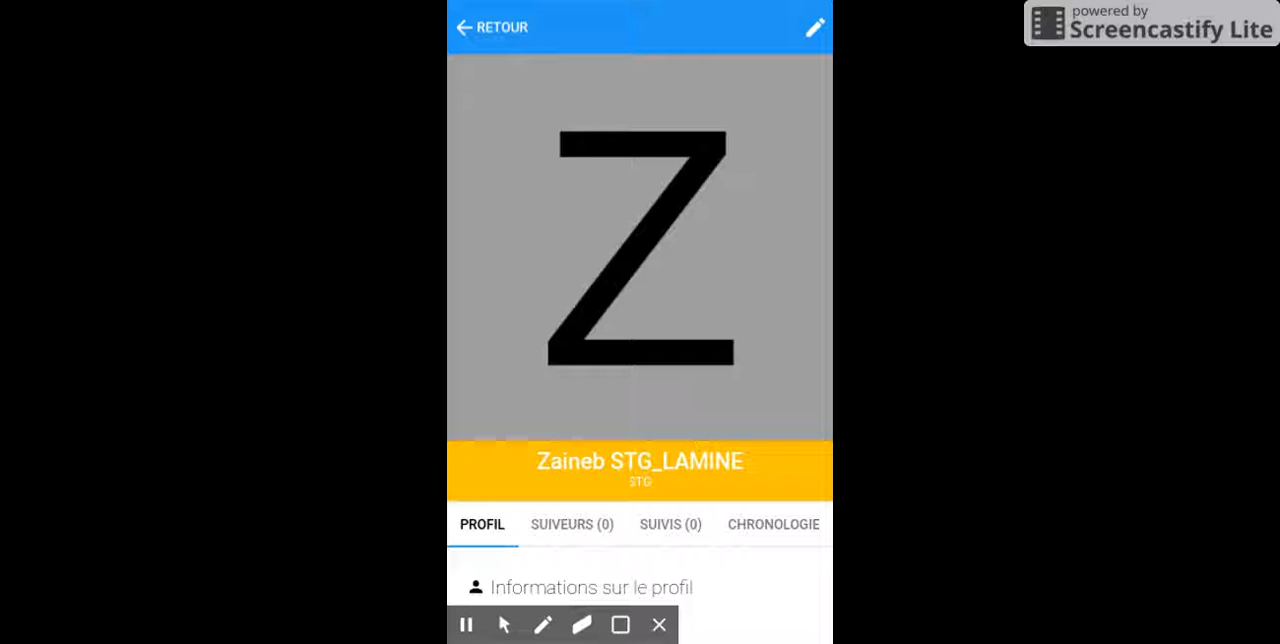 RETOUR
powered by
Screencastify Lite
Z
Zaineb STG_LAMINE
STG
PROFIL SUIVEURS (0) SUIVIS (0) CHRONOLOGIE
Informations sur le profil